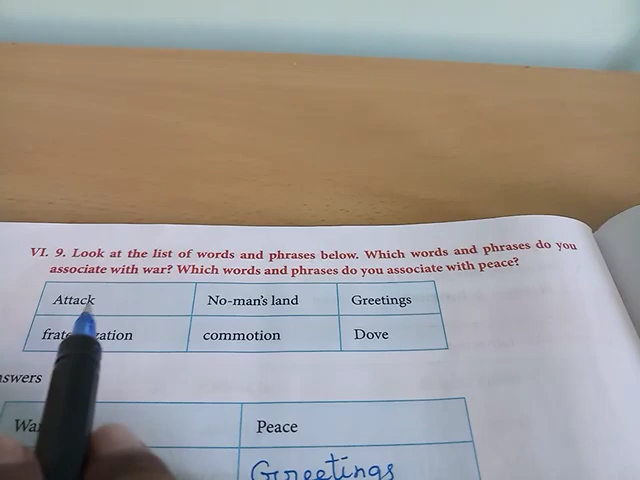 VI. 9. Look at the list of words and phrases below. Which words and phrases do you
associate with war? Which words and phrases do you associate with peace?
Attack No-man's land Greetings
commotion Dove
Peace
Greetings